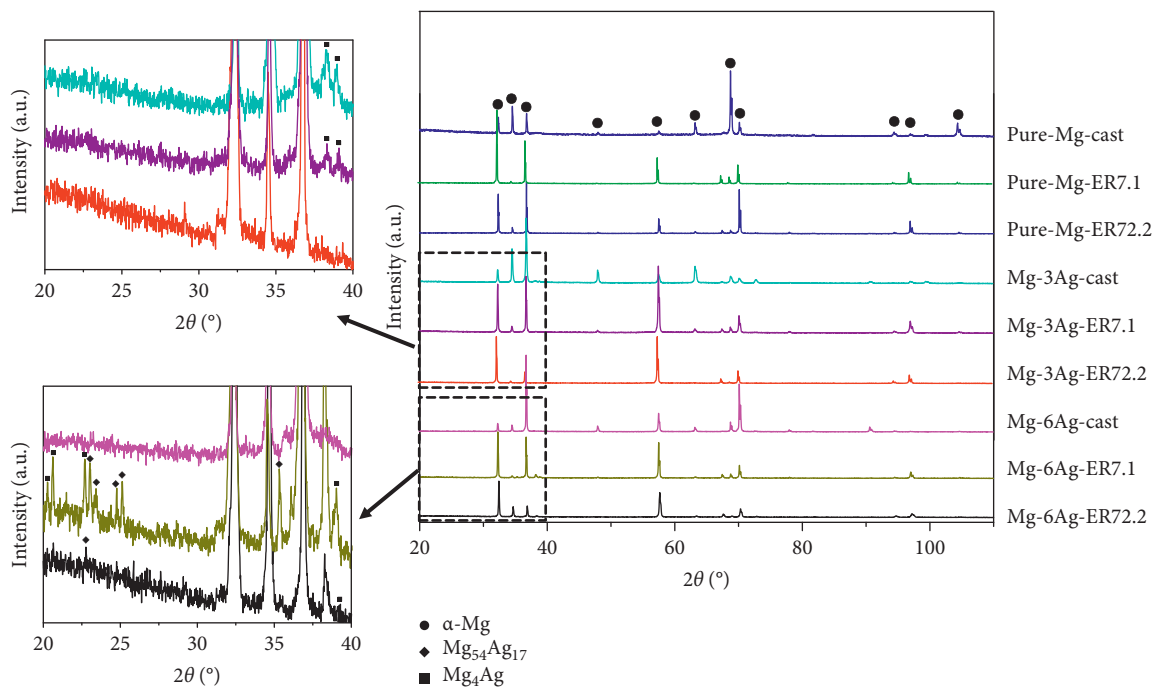 Intensity (a.u.)
20 25 30 35 40
2θ (°)
Intensity (a.u.)
20 25 30 35 40
2θ (°)
Intensity (a.u.)
Pure-Mg-cast
Pure-Mg-ER7.1
Pure-Mg-ER72.2
Mg-3Ag-cast
Mg-3Ag-ER7.1
Mg-3Ag-ER72.2
Mg-6Ag-cast
Mg-6Ag-ER7.1
Mg-6Ag-ER72.2
20 40 60 80 100
2θ (°)
α-Mg
Mg₅₄Ag₁₇
Mg₄Ag